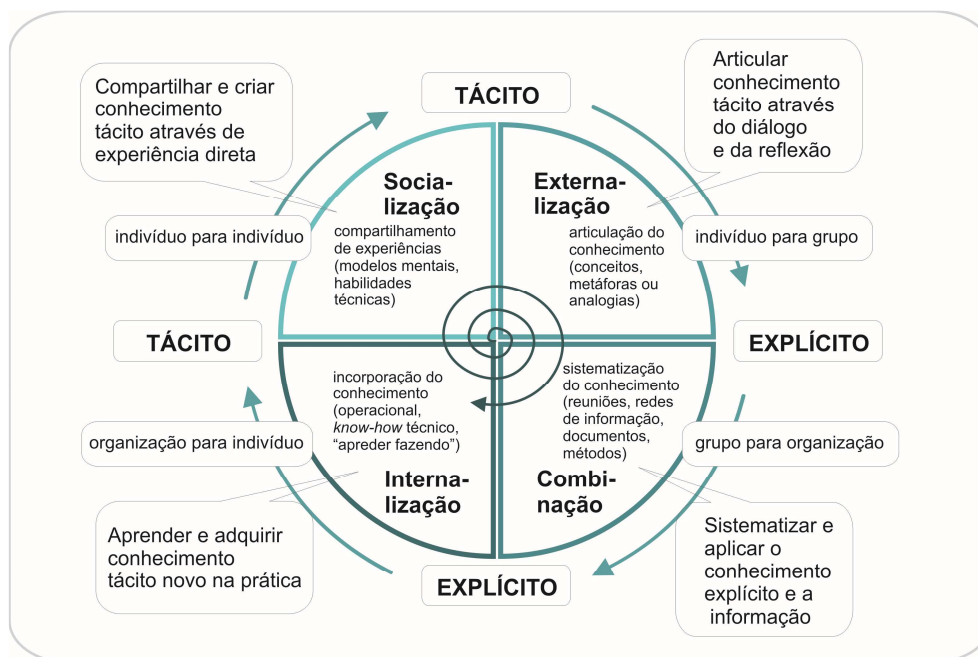 Compartilhar e criar
conhecimento
tácito através de
experiência direta
TÁCITO
Articular
conhecimento
tácito através
do diálogo
e da reflexão
Socia-
lização
compartilhamento
de experiências
(modelos mentais,
habilidades
técnicas)
Externa-
lização
articulação do
conhecimento
(conceitos,
metáforas ou
analogias)
indivíduo para indivíduo
indivíduo para grupo
TÁCITO
EXPLÍCITO
incorporação do
conhecimento
(operacional,
know-how técnico,
“apreder fazendo”)
Interna-
lização
sistematização
do conhecimento
(reuniões, redes
de informação,
documentos,
métodos)
Combi-
nação
organização para indivíduo
grupo para organização
Aprender e adquirir
conhecimento
tácito novo na prática
EXPLÍCITO
Sistematizar e
aplicar o
conhecimento
explícito e a
informação